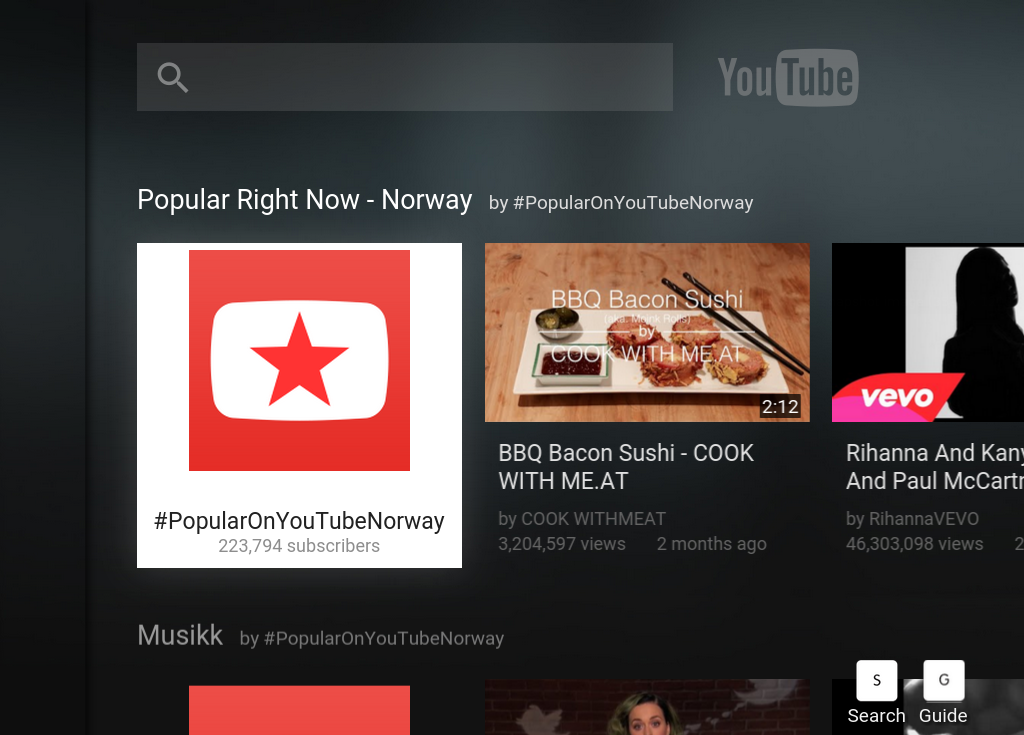 YouTube
Popular Right Now - Norway by #PopularOnYouTubeNorway
BBQ Bacon Sushi
(aka. Moink Rolls)
by
COOK WITH ME.AT
2:12
vevo
#PopularOnYouTubeNorway
223,794 subscribers
BBQ Bacon Sushi - COOK
WITH ME.AT
by COOK WITHMEAT
3,204,597 views 2 months ago
Rihanna And Kany
And Paul McCartn
by RihannaVEVO
46,303,098 views 2
Musikk by #PopularOnYouTubeNorway
S
Search
G
Guide